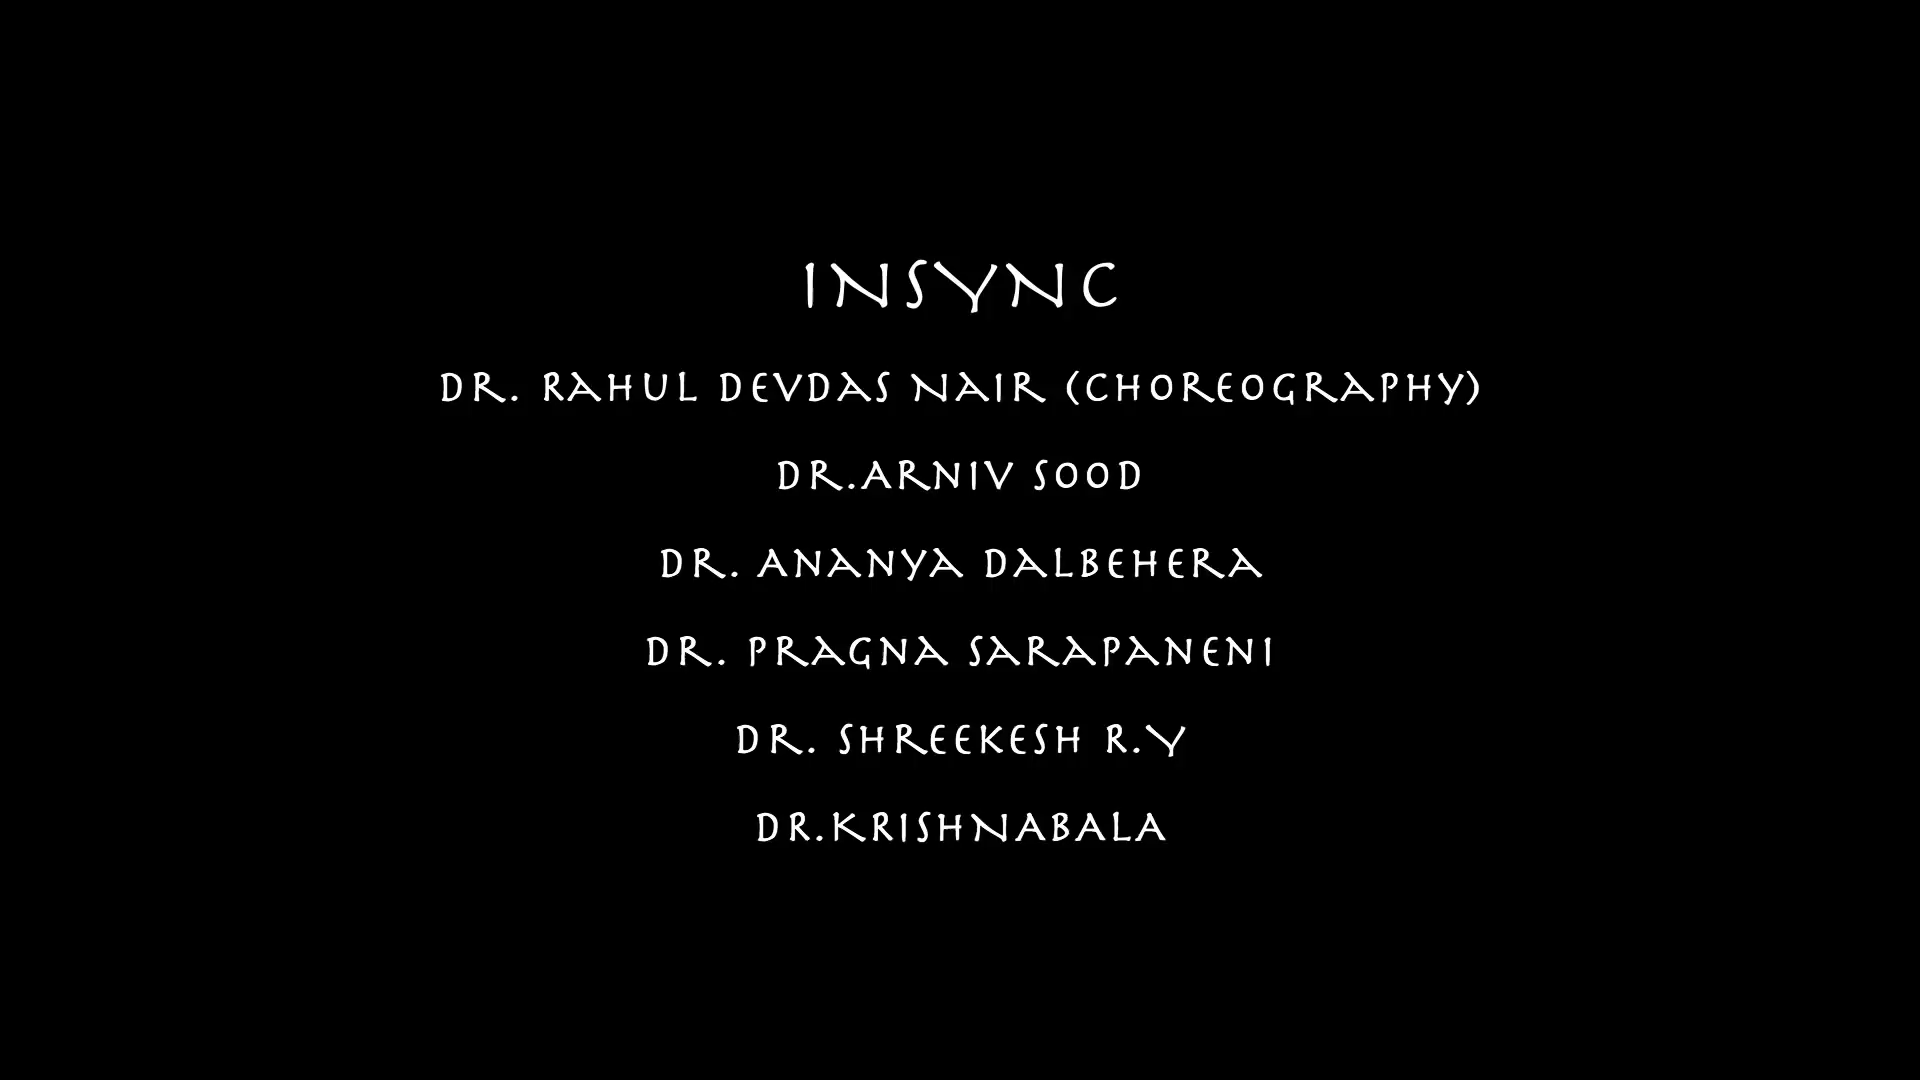 INSYNC
DR. RAHUL DEVDAS NAIR (CHOREOGRAPHY)
DR.ARNIV SOOD
DR. ANANYA DALBEHERA
DR. PRAGNA SARAPANENI
DR. SHREEKESH R.Y
DR.KRISHNABALA